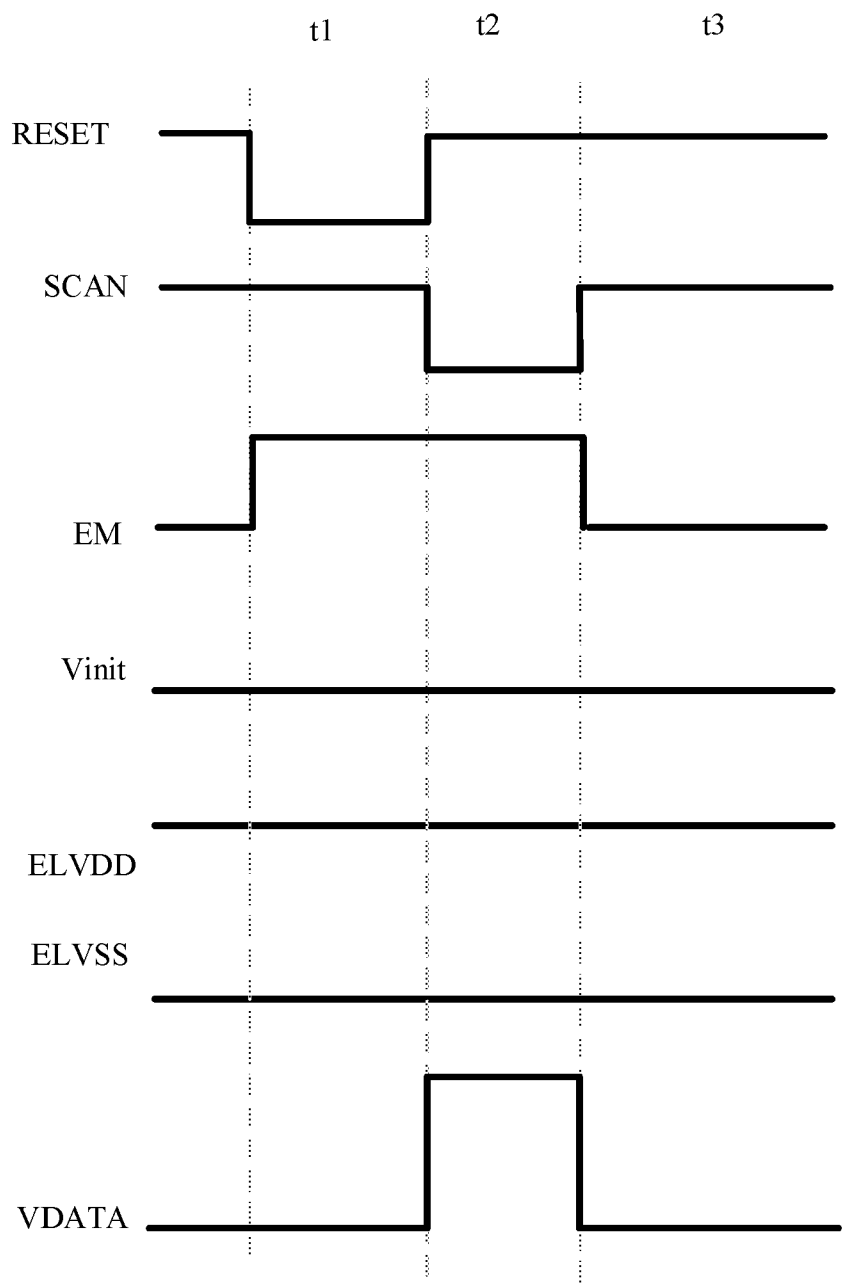 t1 t2 t3
RESET
SCAN
EM
Vinit
ELVDD
ELVSS
VDATA